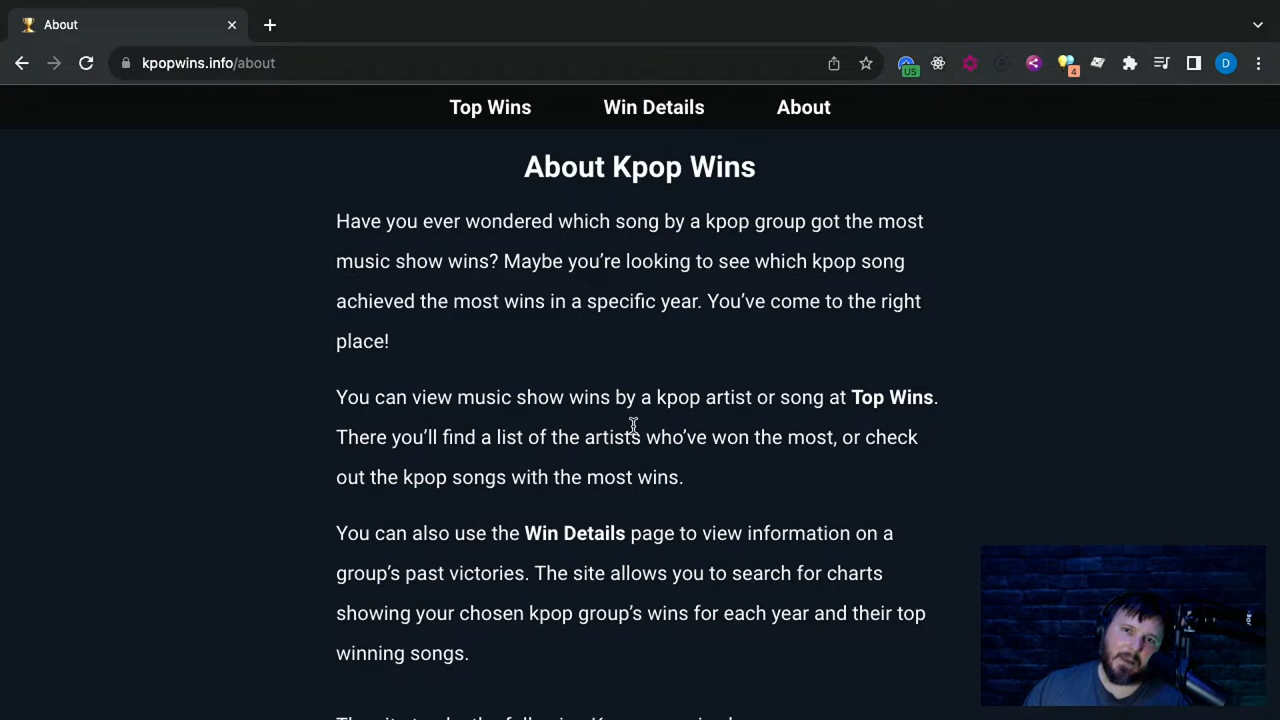 About
kpopwins.info/about
US
4
D
Top Wins
Win Details
About
About Kpop Wins
Have you ever wondered which song by a kpop group got the most
music show wins? Maybe you’re looking to see which kpop song
achieved the most wins in a specific year. You’ve come to the right
place!
You can view music show wins by a kpop artist or song at Top Wins.
There you’ll find a list of the artists who’ve won the most, or check
out the kpop songs with the most wins.
You can also use the Win Details page to view information on a
group’s past victories. The site allows you to search for charts
showing your chosen kpop group’s wins for each year and their top
winning songs.